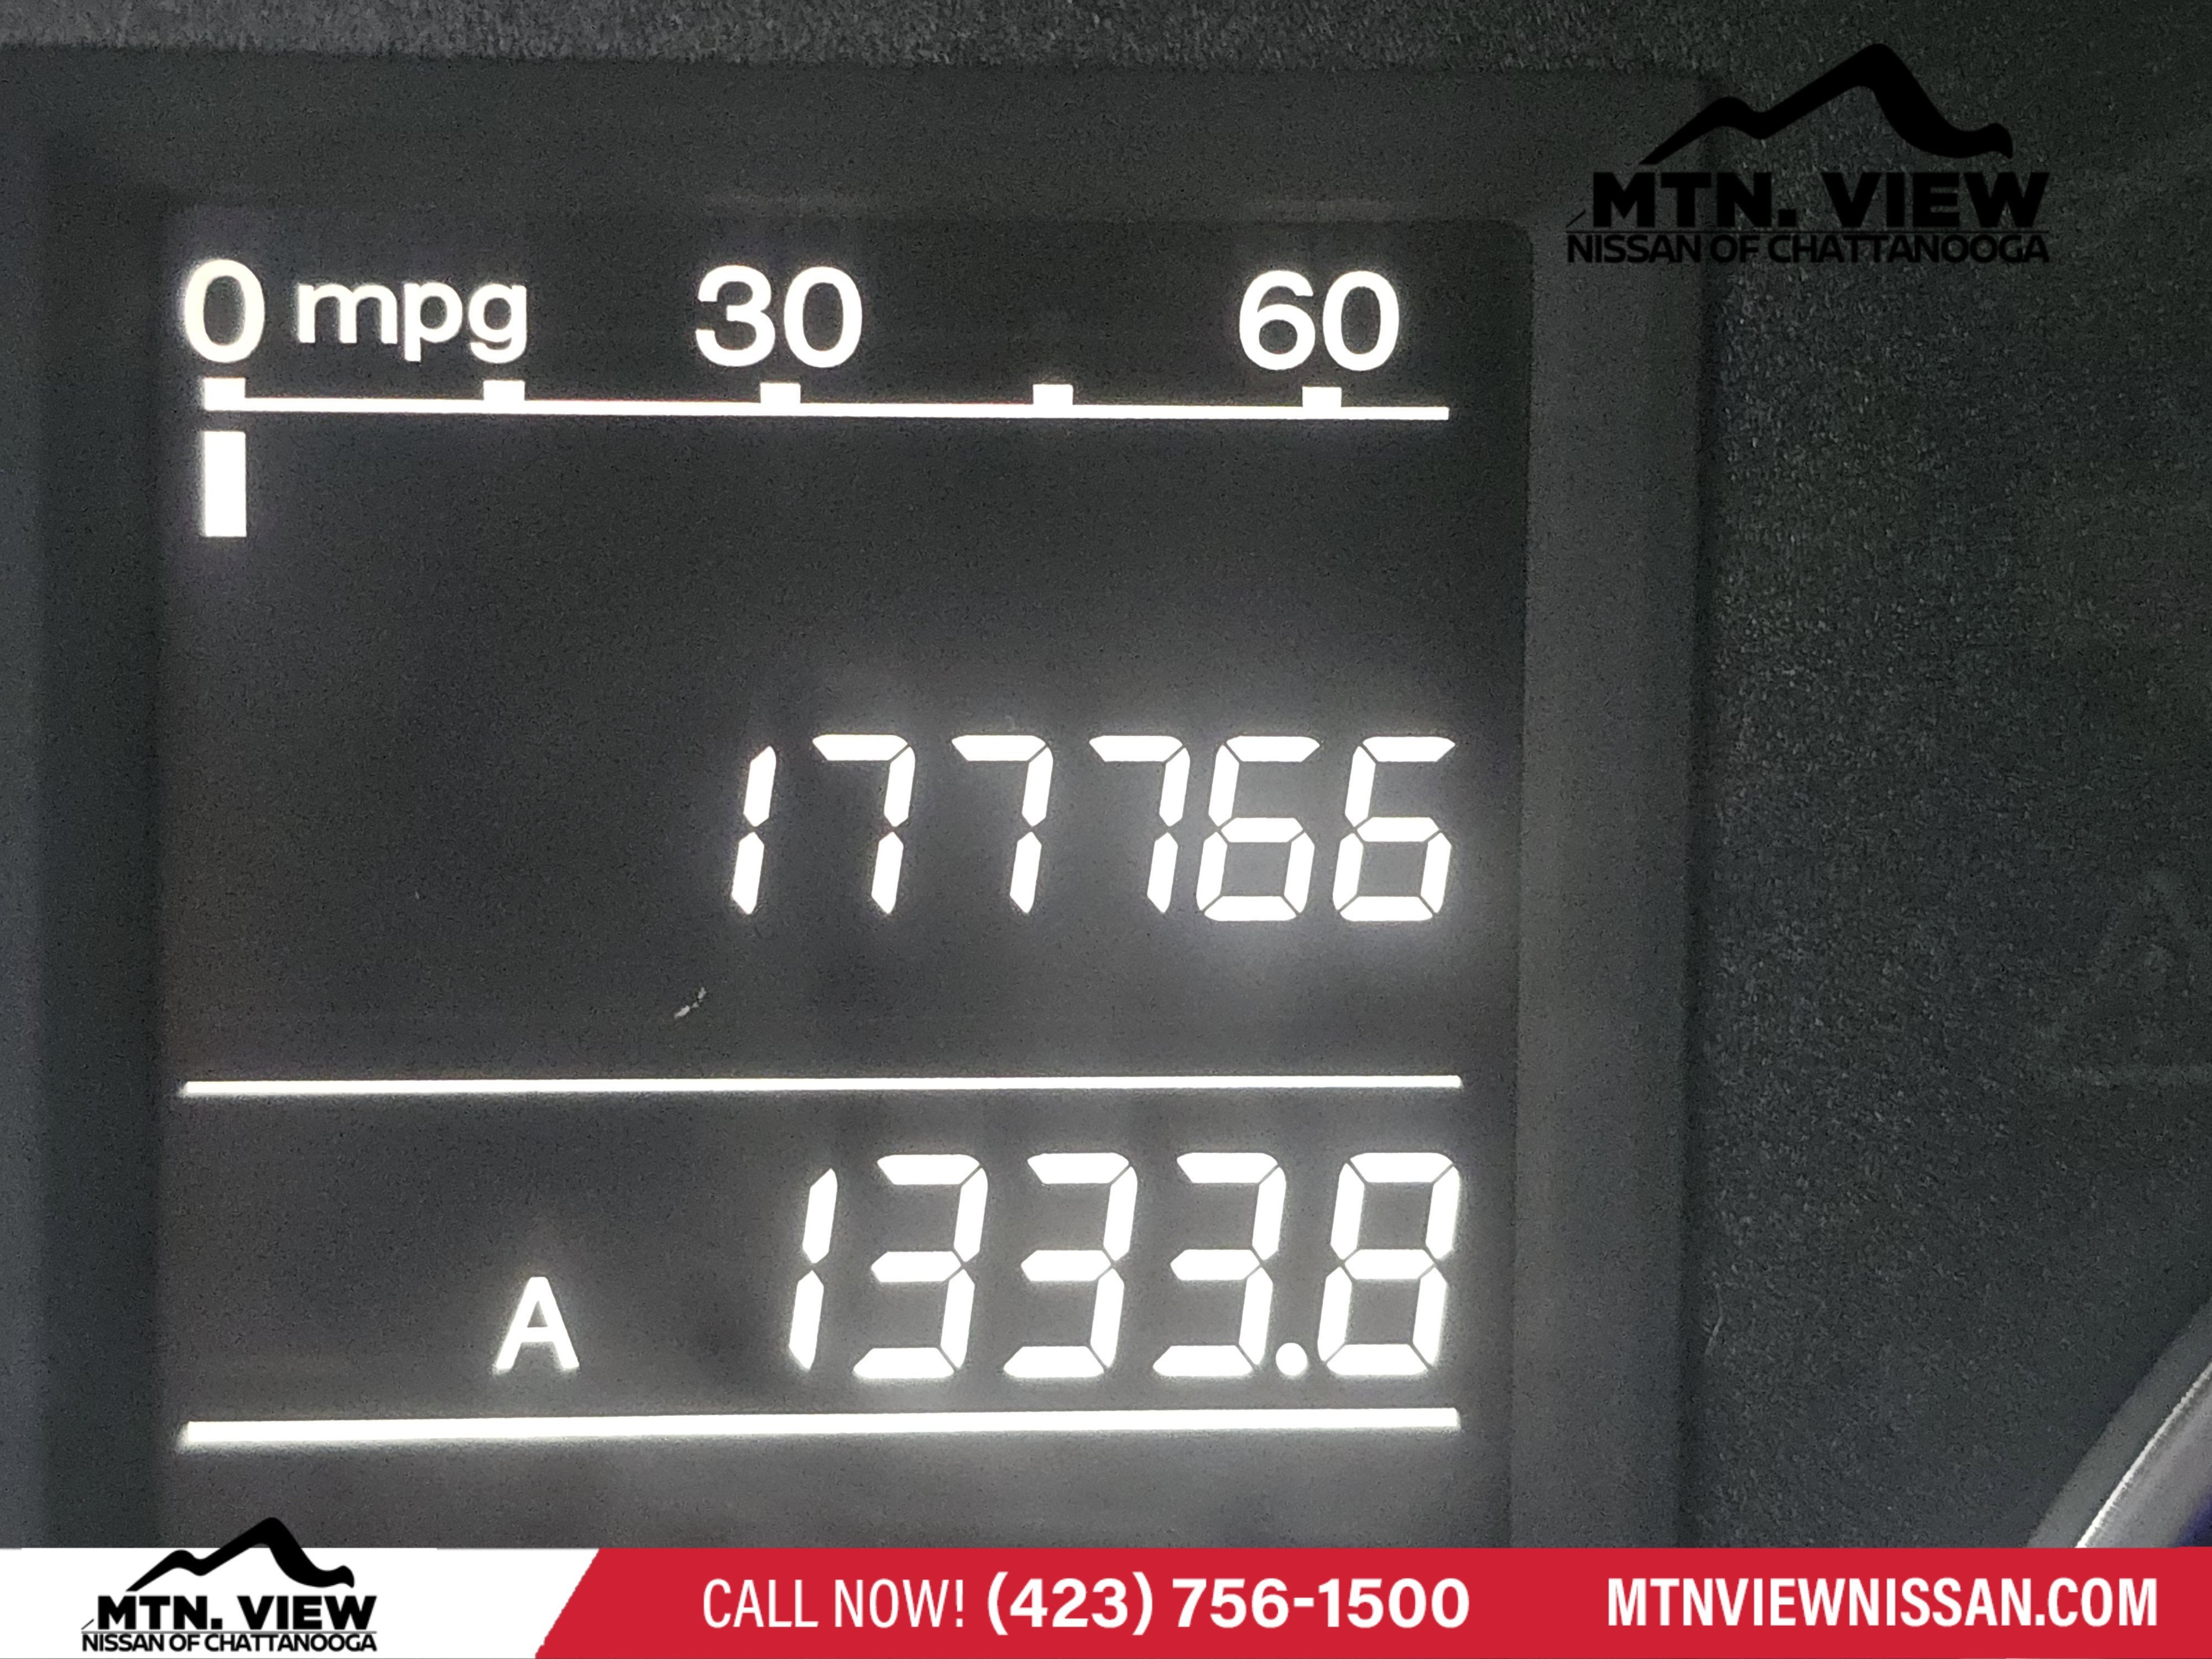 MTN. VIEW
NISSAN OF CHATTANOOGA
0 mpg 30 60
177766
A 1333.8
MTN. VIEW
NISSAN OF CHATTANOOGA
CALL NOW! (423) 756-1500
MTNVIEWNISSAN.COM